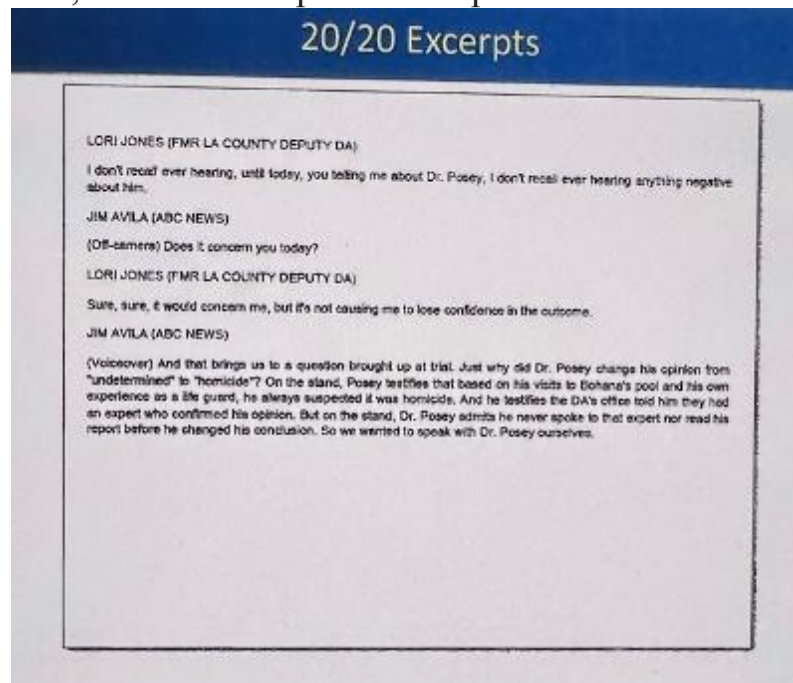 20/20 Excerpts
LORI JONES (FMR LA COUNTY DEPUTY DA)
I don't recall ever hearing, until today, you telling me about Dr. Posey, I don't recall ever hearing anything negative
about him.
JIM AVILA (ABC NEWS)
(Off-camera) Does it concern you today?
LORI JONES (FMR LA COUNTY DEPUTY DA)
Sure, sure, it would concern me, but it's not causing me to lose confidence in the outcome.
JIM AVILA (ABC NEWS)
(Voiceover) And that brings us to a question brought up at trial. Just why did Dr. Posey change his opinion from
"undetermined" to "homicide"? On the stand, Posey testifies that based on his visits to Bohana's pool and his own
experience as a life guard, he always suspected it was homicide. And he testifies the DA's office told him they had
an expert who confirmed his opinion. But on the stand, Dr. Posey admits he never spoke to that expert nor read his
report before he changed his conclusion. So we wanted to speak with Dr. Posey ourselves.